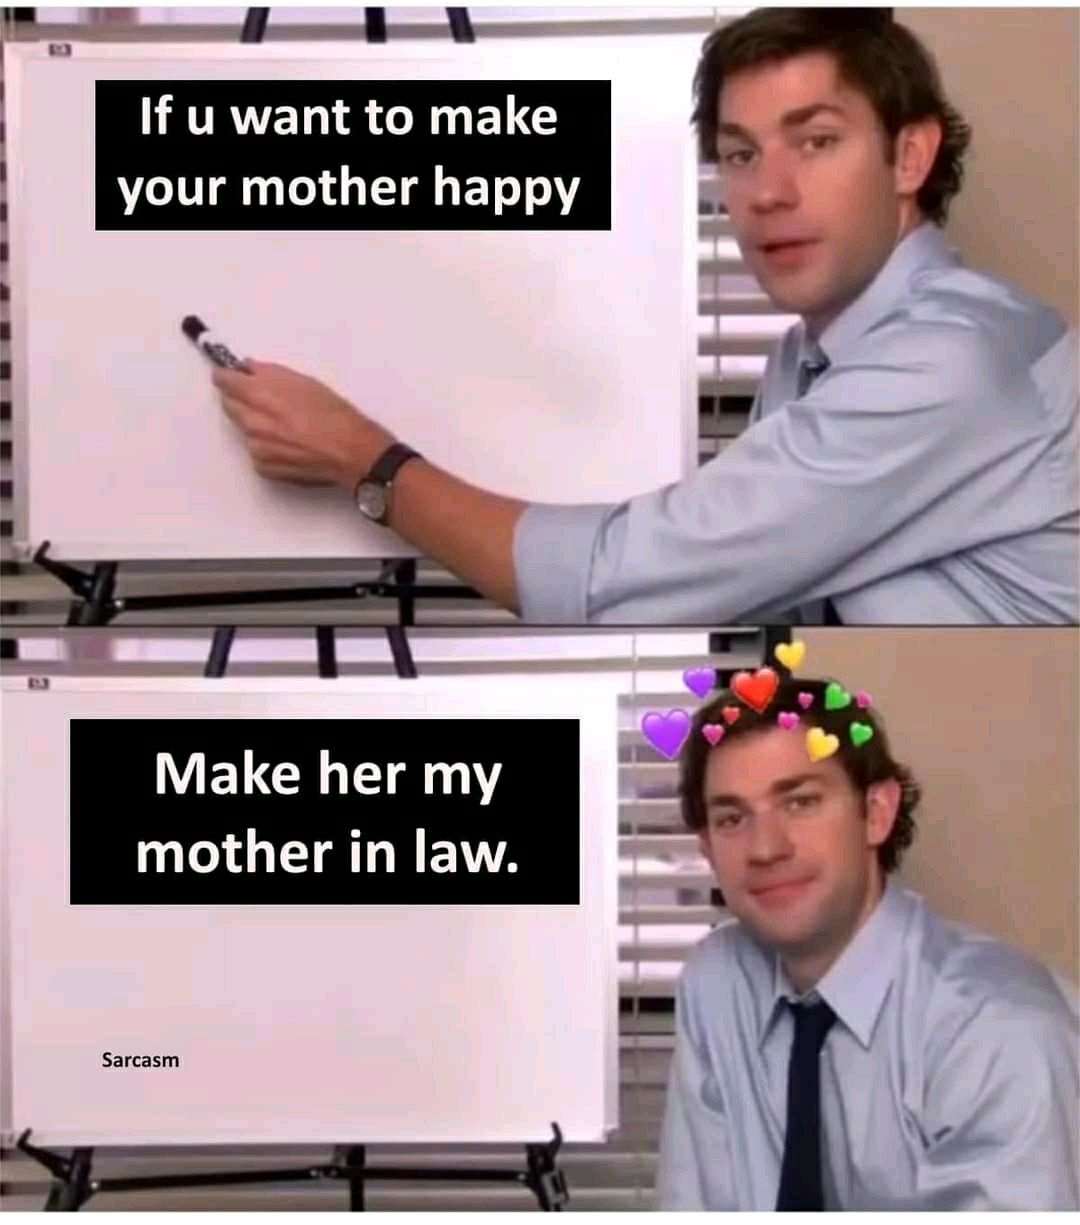 If u want to make
your mother happy
Make her my
mother in law.
Sarcasm